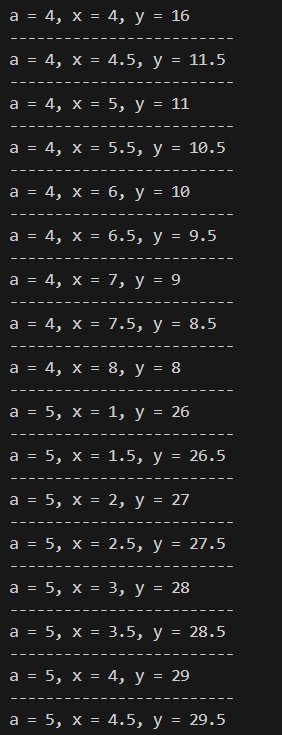 a = 4, x = 4, y = 16
-------------------------
a = 4, x = 4.5, y = 11.5
-------------------------
a = 4, x = 5, y = 11
-------------------------
a = 4, x = 5.5, y = 10.5
-------------------------
a = 4, x = 6, y = 10
-------------------------
a = 4, x = 6.5, y = 9.5
-------------------------
a = 4, x = 7, y = 9
-------------------------
a = 4, x = 7.5, y = 8.5
-------------------------
a = 4, x = 8, y = 8
-------------------------
a = 5, x = 1, y = 26
-------------------------
a = 5, x = 1.5, y = 26.5
-------------------------
a = 5, x = 2, y = 27
-------------------------
a = 5, x = 2.5, y = 27.5
-------------------------
a = 5, x = 3, y = 28
-------------------------
a = 5, x = 3.5, y = 28.5
-------------------------
a = 5, x = 4, y = 29
-------------------------
a = 5, x = 4.5, y = 29.5